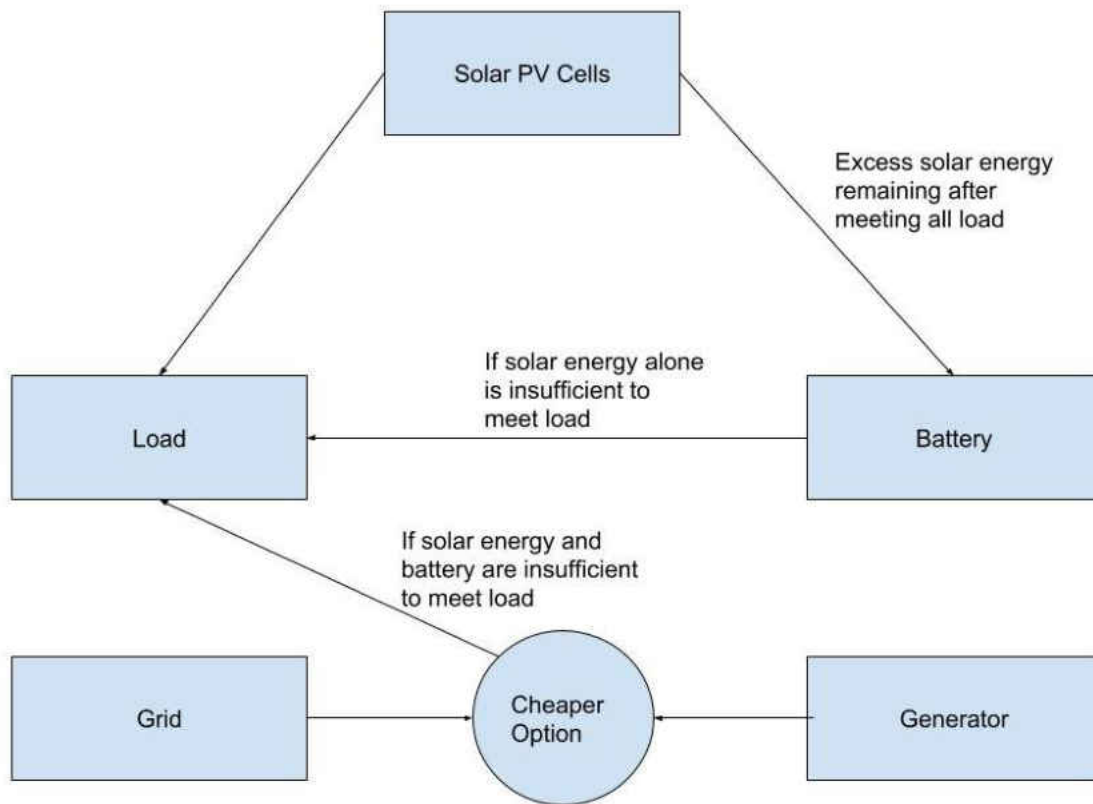 Solar PV Cells
Excess solar energy
remaining after
meeting all load
If solar energy alone
is insufficient to
meet load
Load
Battery
If solar energy and
battery are insufficient
to meet load
Grid
Cheaper
Option
Generator